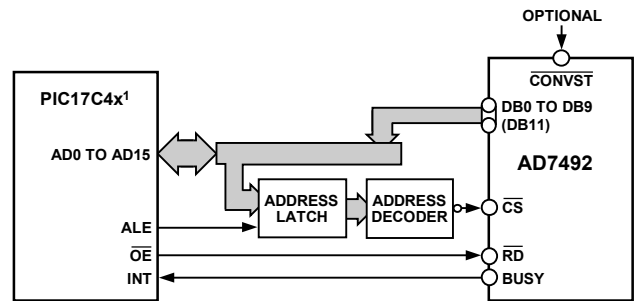 OPTIONAL
CONVST
PIC17C4x¹
DB0 TO DB9
(DB11)
AD0 TO AD15
AD7492
ADDRESS
LATCH
ADDRESS
DECODER
CS
ALE
OE
RD
INT
BUSY